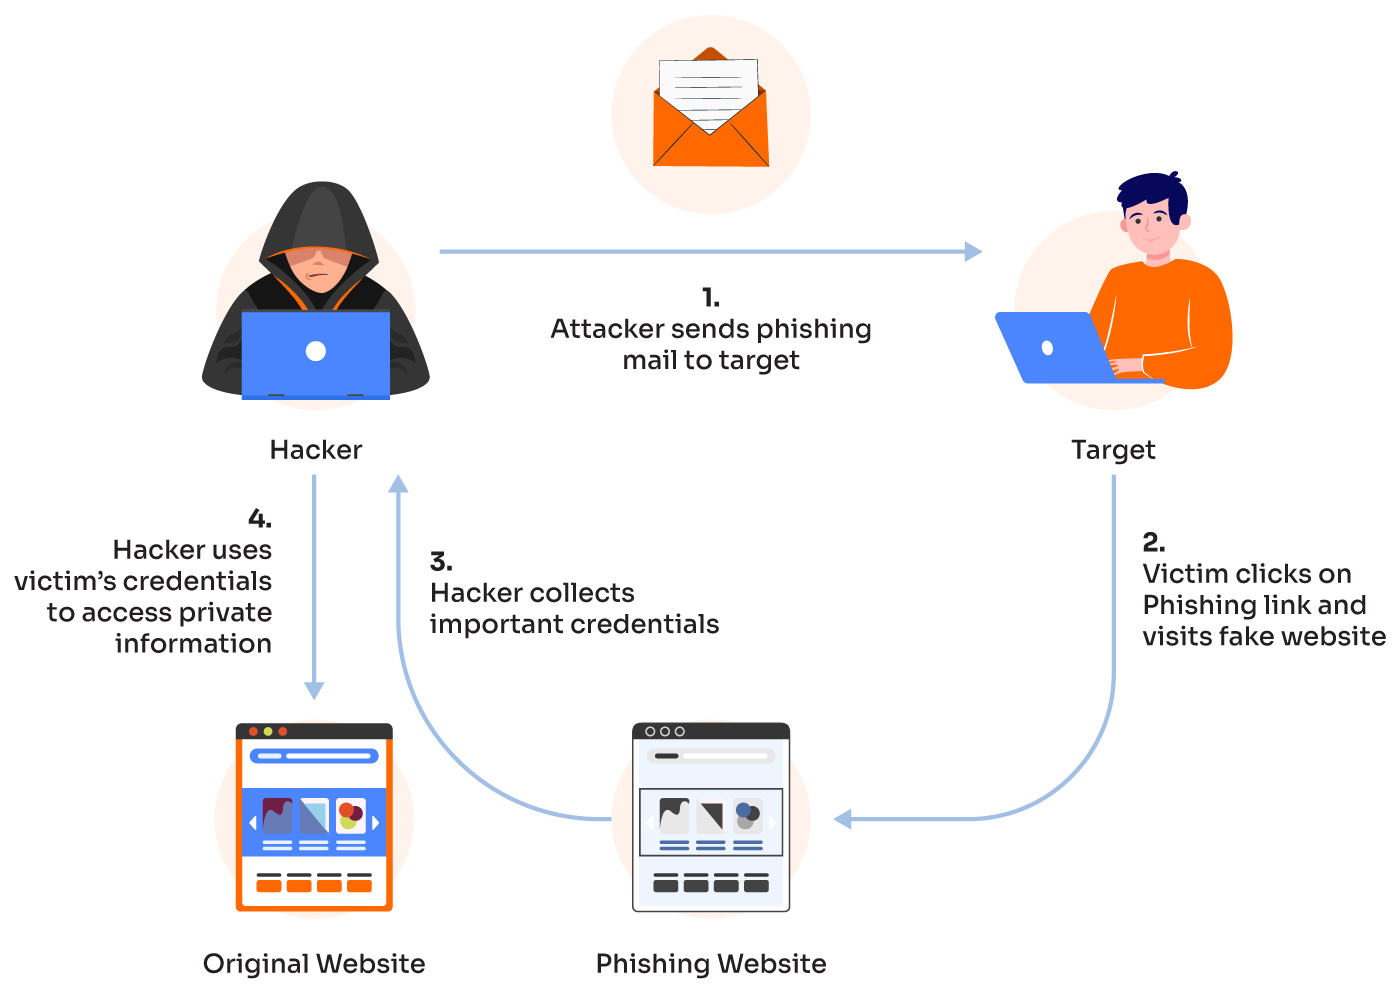 1.
Attacker sends phishing
mail to target
Hacker
Target
4.
Hacker uses
victim’s credentials
to access private
information
3.
Hacker collects
important credentials
2.
Victim clicks on
Phishing link and
visits fake website
Original Website
Phishing Website